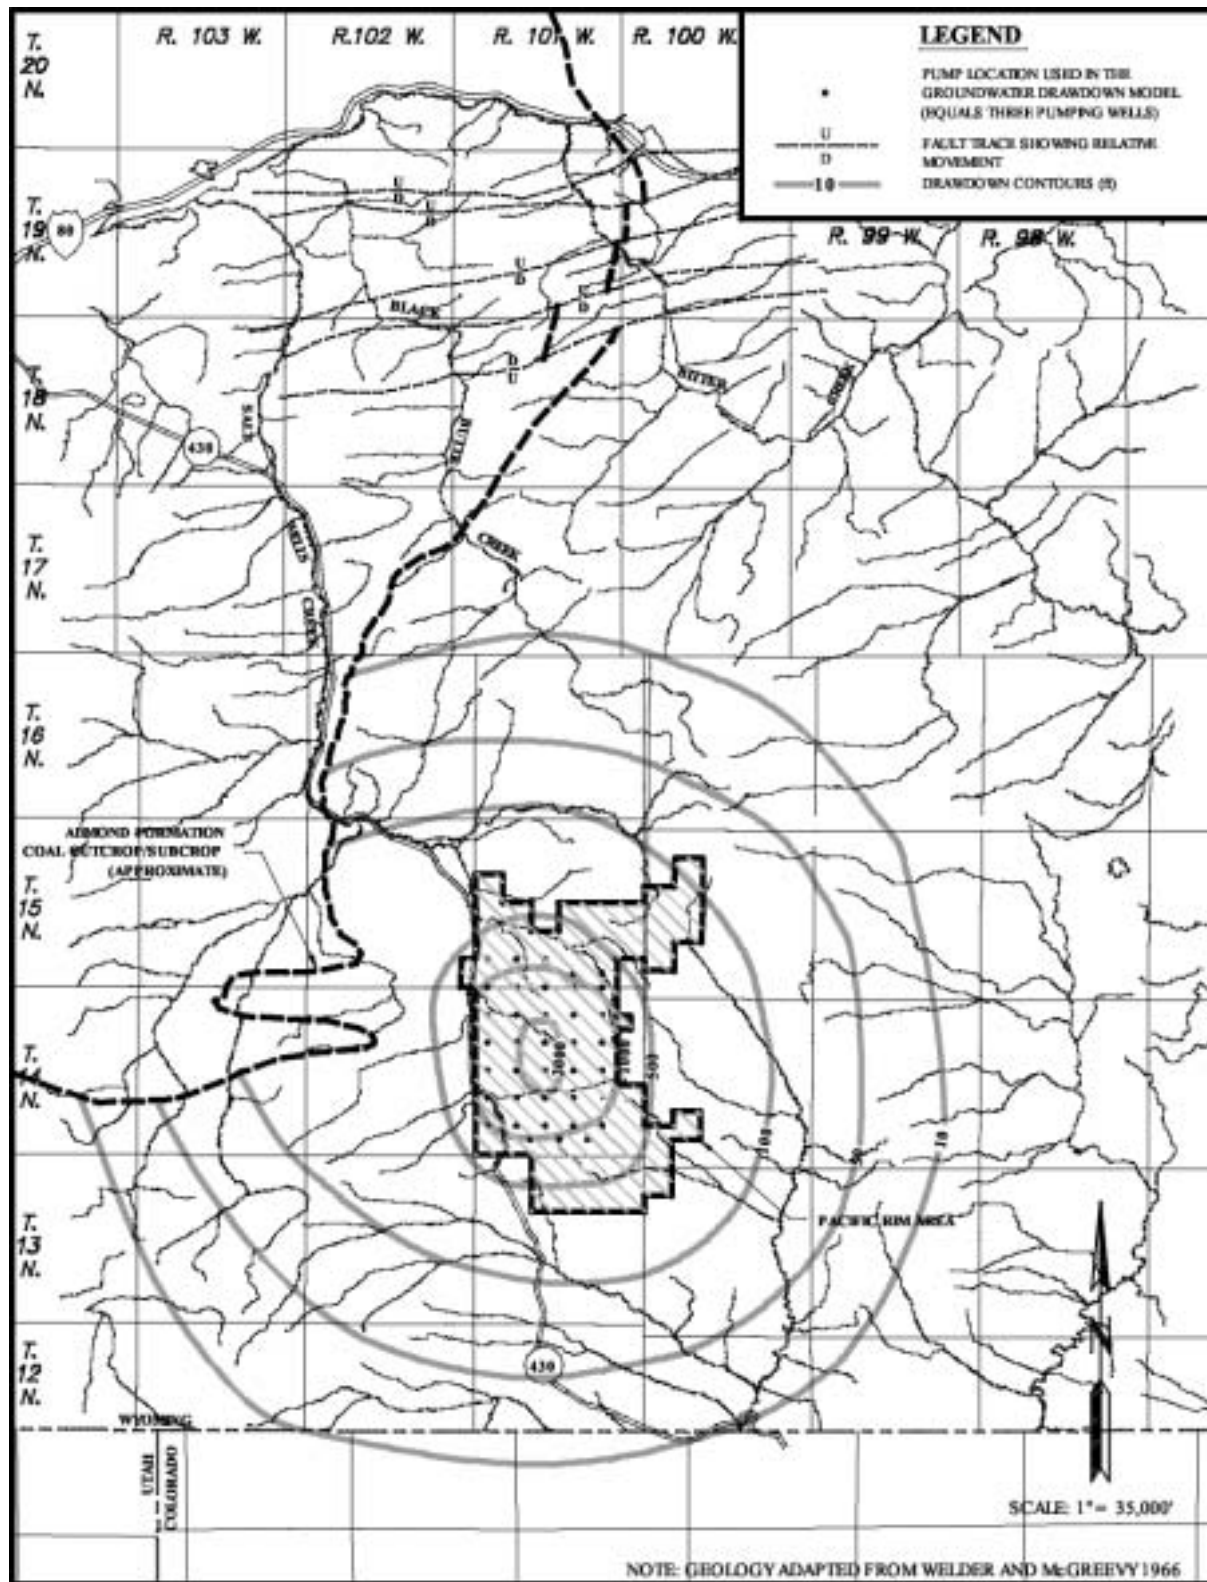 R. 103 W.
R.102 W.
R. 101 W.
R. 100 W.
T.
20
N.
LEGEND
PUMP LOCATION USED IN THE
GROUNDWATER DRAWDOWN MODEL
(EQUALS THREE PUMPING WELLS)
U
D
FAULT TRACE SHOWING RELATIVE
MOVEMENT
10
DRAWDOWN CONTOURS (ft)
T.
19
N.
80
R. 99 W.
R. 98 W.
U
D
U
D
U
D
U
D
BLACK
D
U
T.
18
N.
430
SALT
BUTTE
BITTER
CREEK
T.
17
N.
WELLS
CREEK
CREEK
T.
16
N.
ALMOND FORMATION
COAL OUTCROP/SUBCROP
(APPROXIMATE)
T.
15
N.
T.
14
N.
1000
500
100
50
10
PACIFIC RIM AREA
T.
13
N.
T.
12
N.
430
WYOMING
UTAH
COLORADO
N
SCALE: 1" = 35,000'
NOTE: GEOLOGY ADAPTED FROM WELDER AND McGREEVY 1966